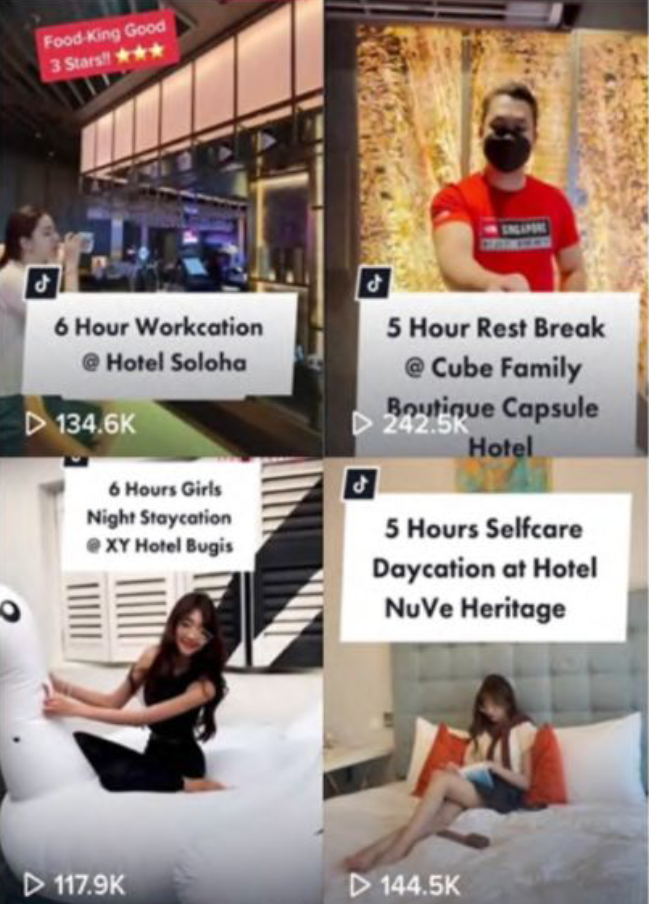 Food-King Good
3 Stars!! ⭐⭐⭐
6 Hour Workcation
@ Hotel Soloha
134.6K
SINGAPORE
5 Hour Rest Break
@ Cube Family
Boutique Capsule
242.5K
Hotel
6 Hours Girls
Night Staycation
@ XY Hotel Bugis
117.9K
5 Hours Selfcare
Daycation at Hotel
NuVe Heritage
144.5K